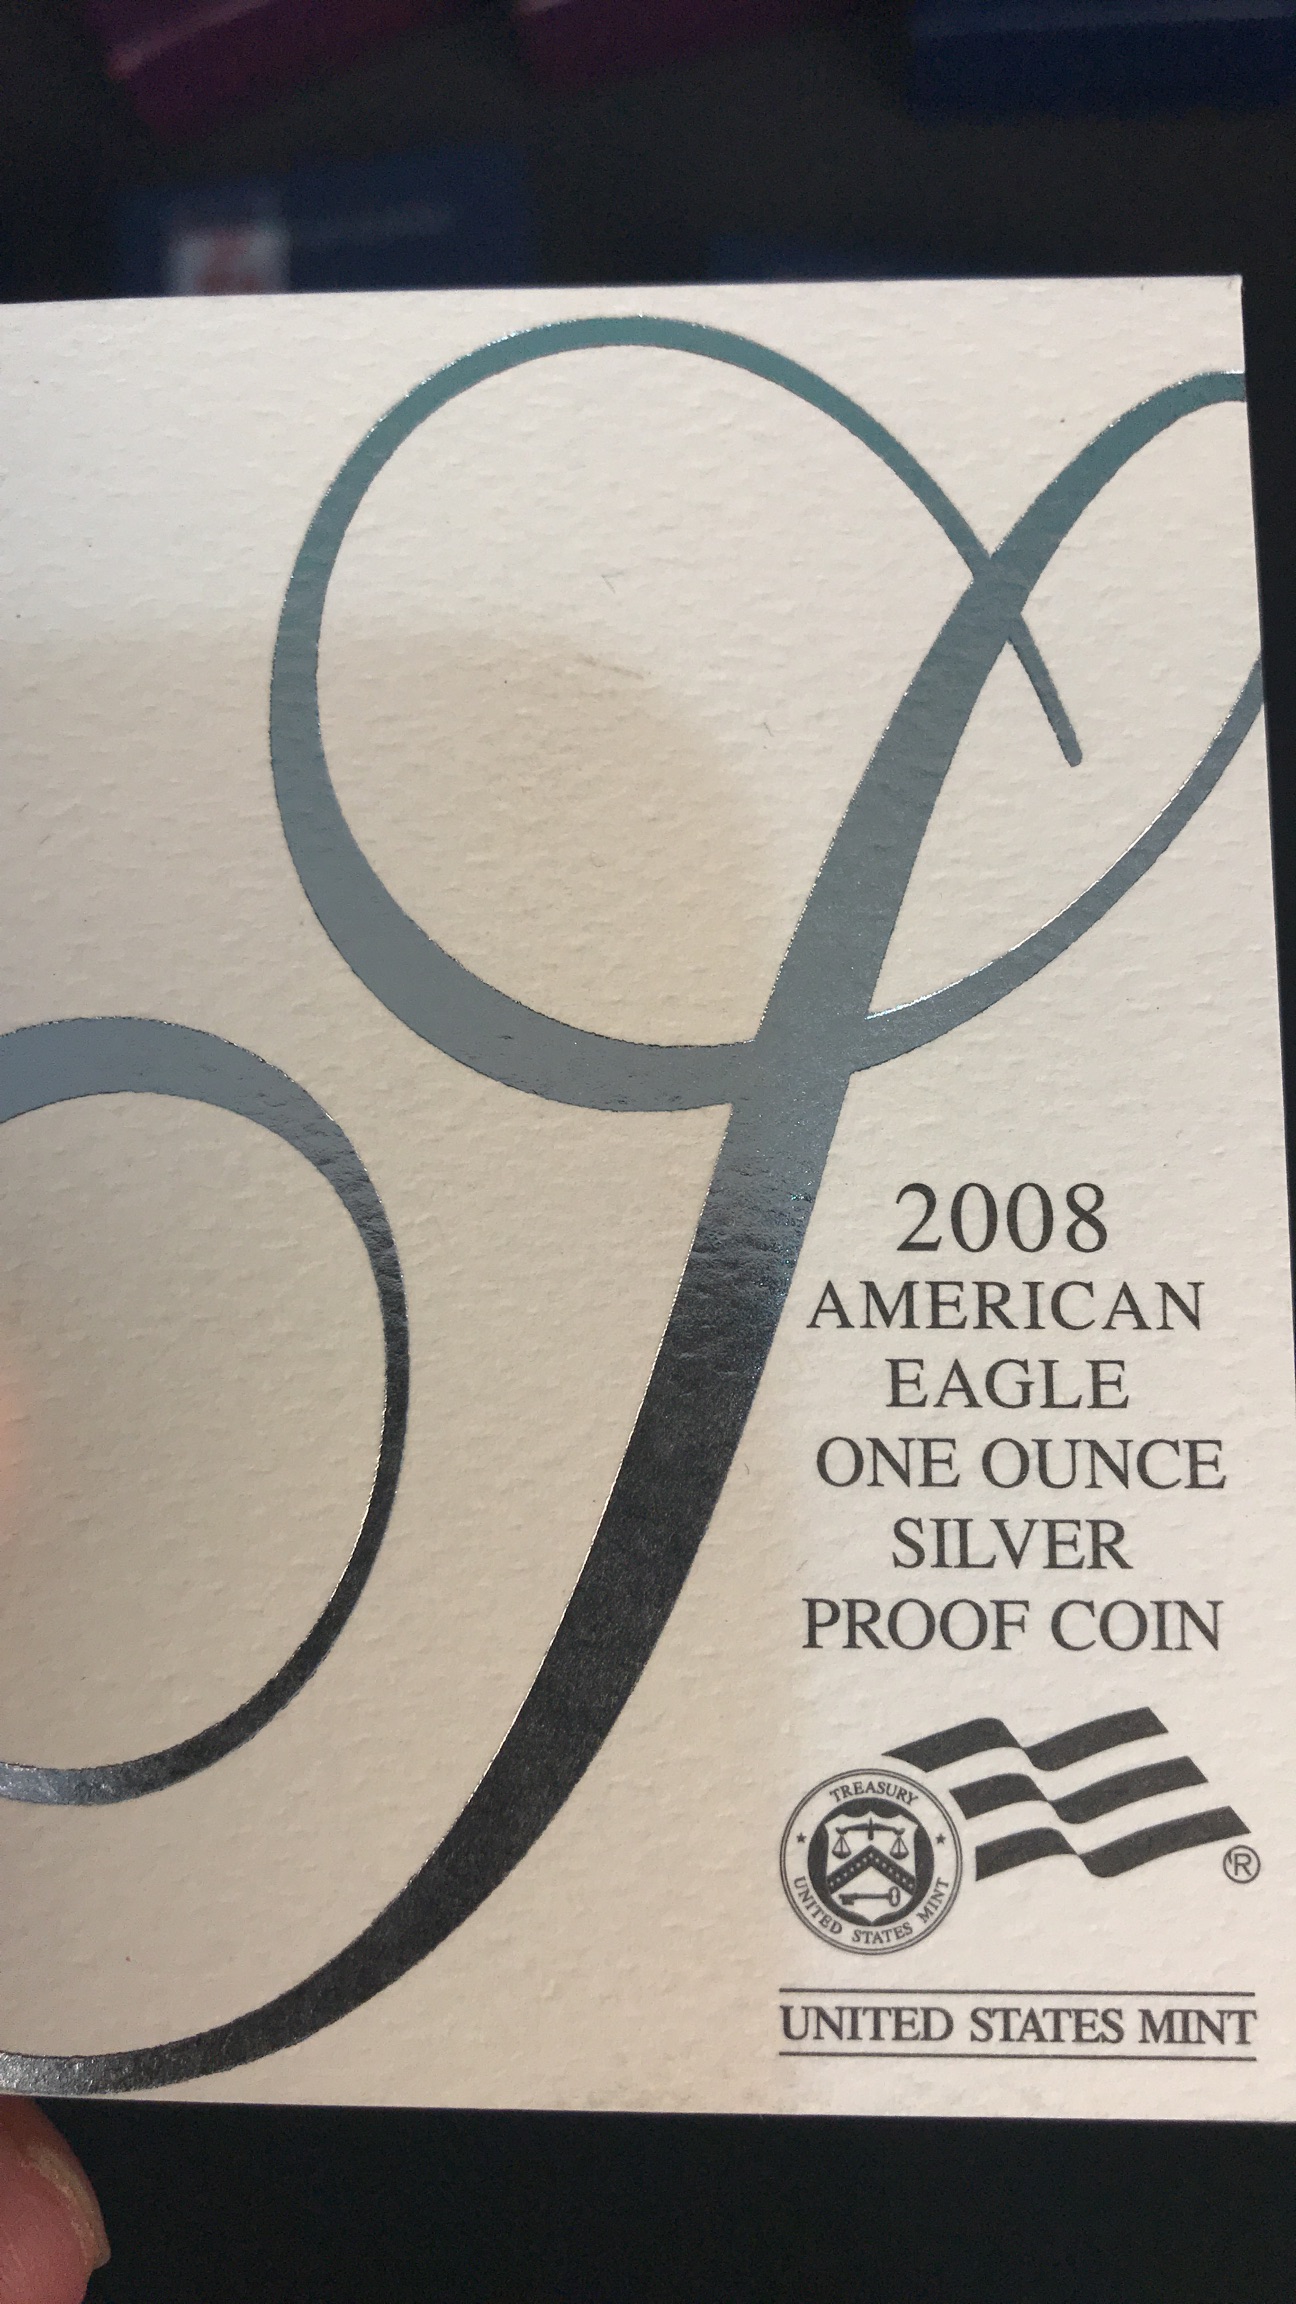 2008
AMERICAN
EAGLE
ONE OUNCE
SILVER
PROOF COIN
TREASURY
UNITED STATES MINT
®
UNITED STATES MINT